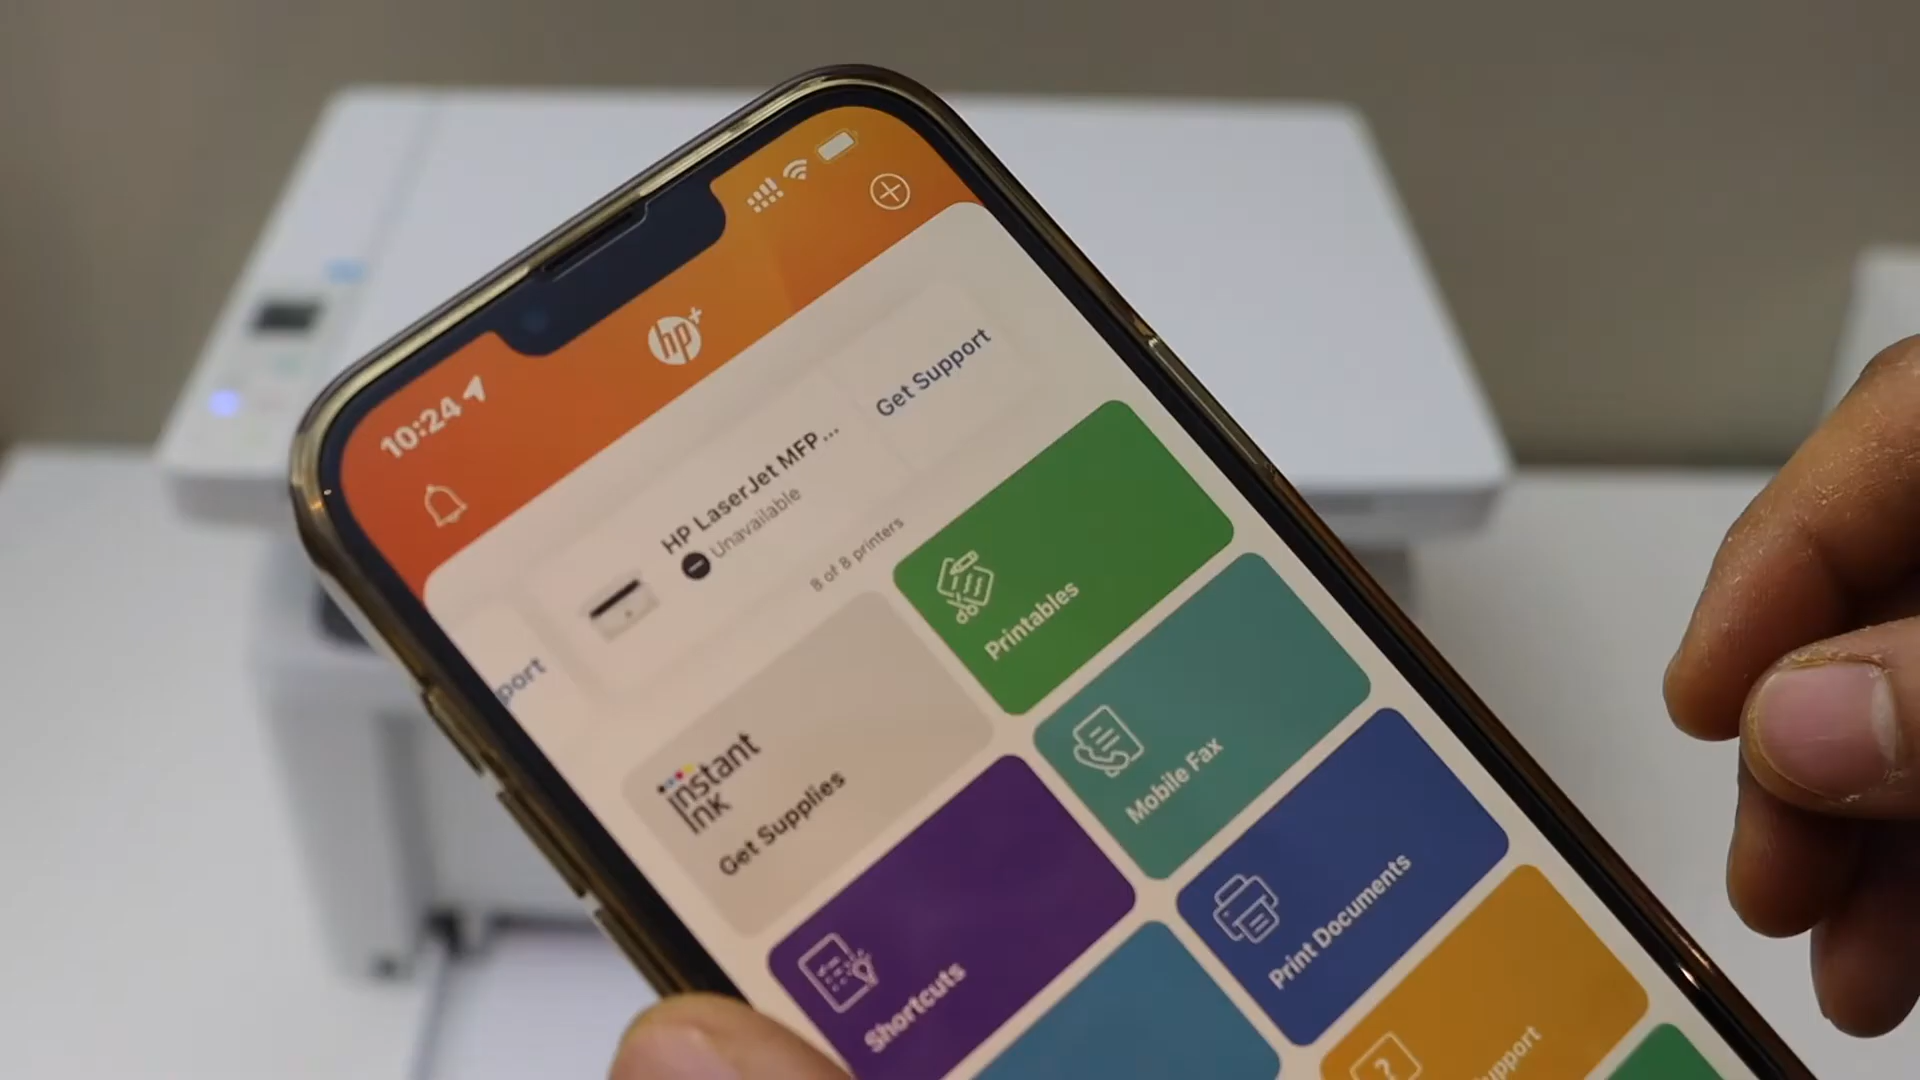 10:24
hp+
HP LaserJet MFP...
Unavailable
Get Support
8 of 8 printers
port
Instant
Ink
Get Supplies
Printables
Shortcuts
Mobile Fax
Print Documents
upport